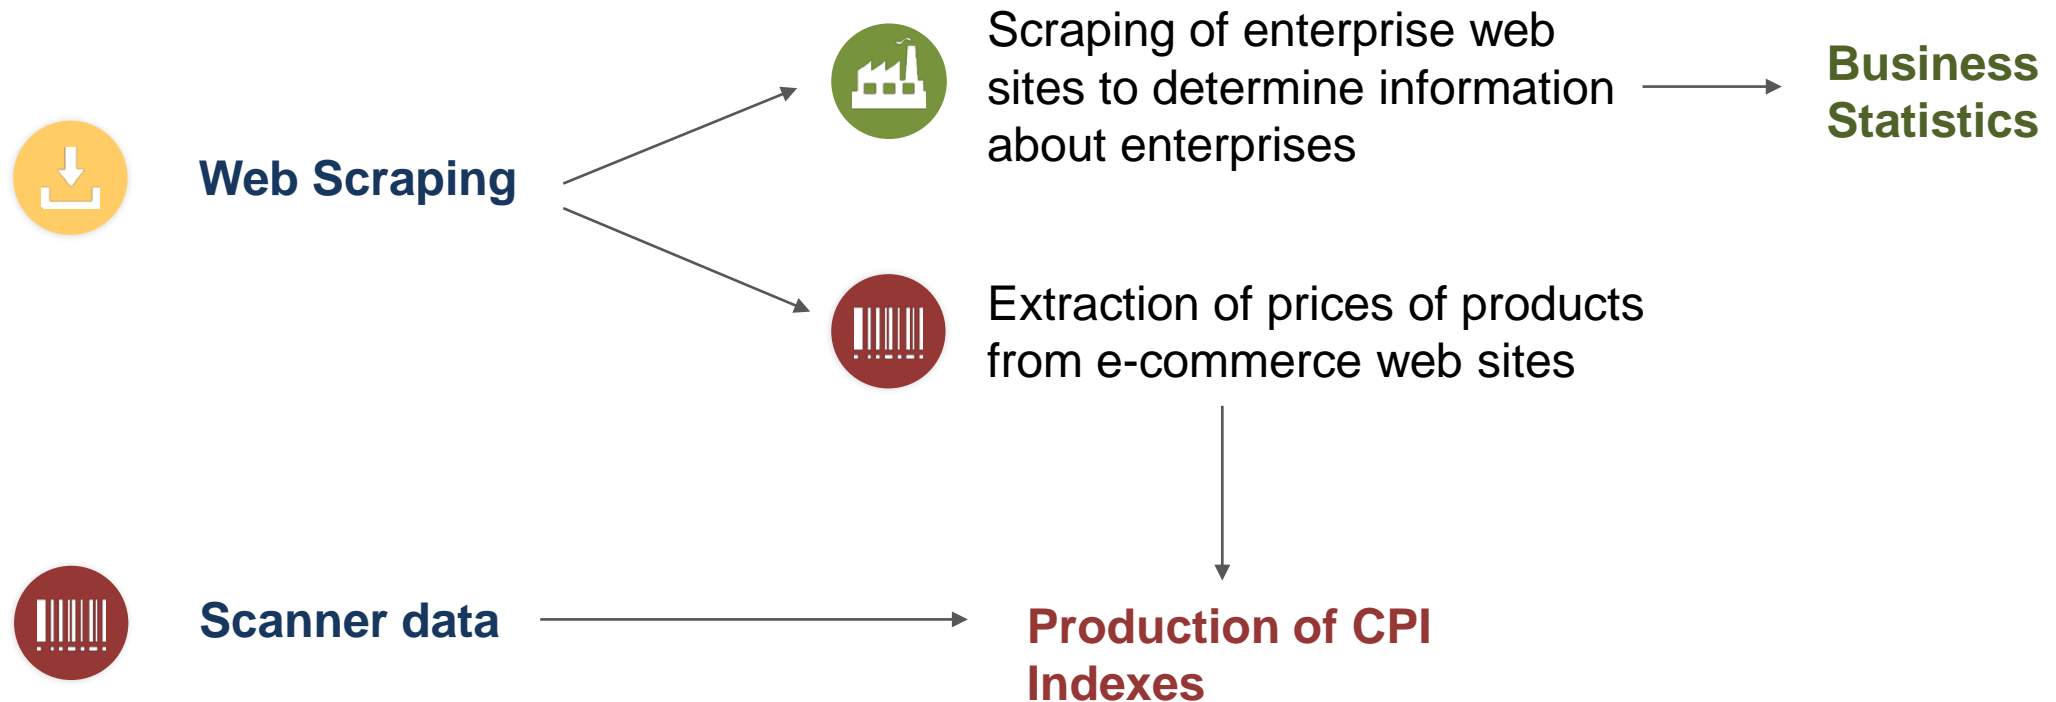 Scraping of enterprise web
sites to determine information
about enterprises
Business
Statistics
Web Scraping
Extraction of prices of products
from e-commerce web sites
Scanner data
Production of CPI
Indexes